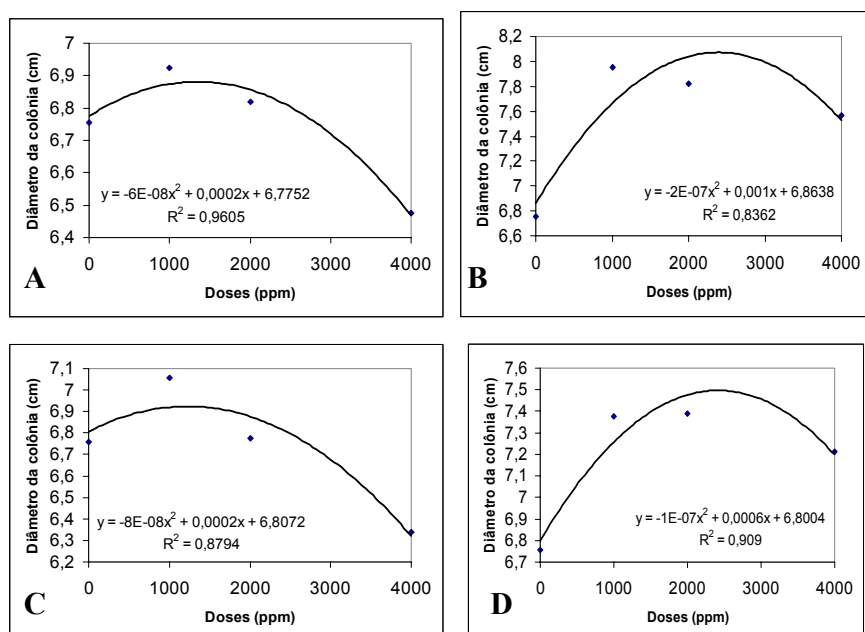 Diâmetro da colônia (cm)
7
6,9
6,8
6,7
6,6
6,5
6,4
y = -6E-08x² + 0,0002x + 6,7752
R² = 0,9605
0 1000 2000 3000 4000
Doses (ppm)
A
Diâmetro da colônia (cm)
8,2
8
7,8
7,6
7,4
7,2
7
6,8
6,6
y = -2E-07x² + 0,001x + 6,8638
R² = 0,8362
0 1000 2000 3000 4000
Doses (ppm)
B
Diâmetro da colônia (cm)
7,1
7
6,9
6,8
6,7
6,6
6,5
6,4
6,3
6,2
y = -8E-08x² + 0,0002x + 6,8072
R² = 0,8794
0 1000 2000 3000 4000
Doses (ppm)
C
Diâmetro da colônia (cm)
7,6
7,5
7,4
7,3
7,2
7,1
7
6,9
6,8
6,7
y = -1E-07x² + 0,0006x + 6,8004
R² = 0,909
0 1000 2000 3000 4000
Doses (ppm)
D